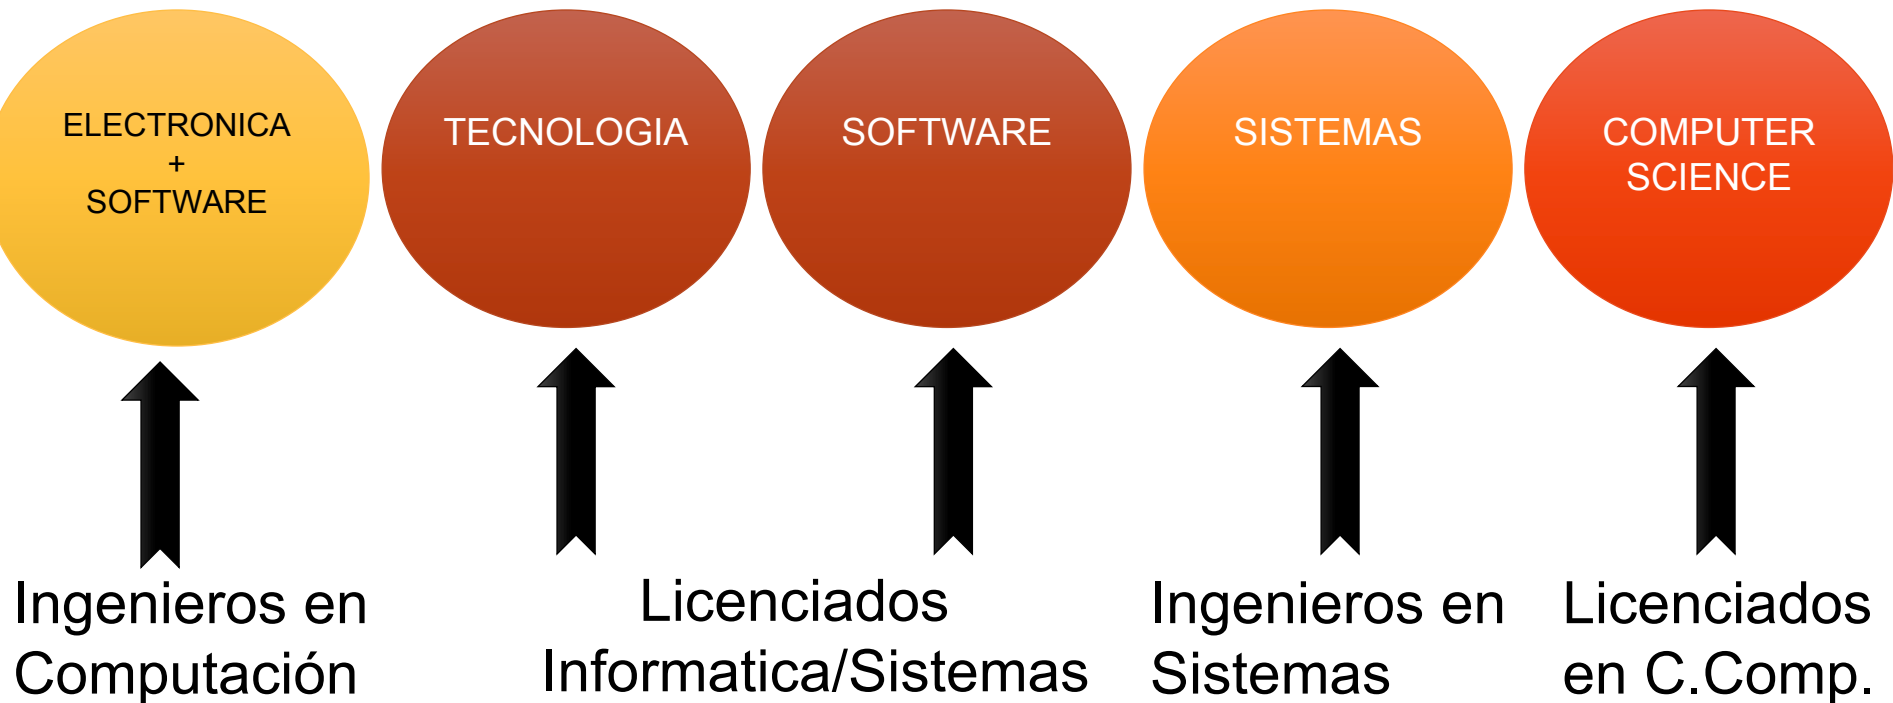 ELECTRONICA
+
SOFTWARE
TECNOLOGIA
SOFTWARE
SISTEMAS
COMPUTER
SCIENCE
Ingenieros en
Computación
Licenciados
Informatica/Sistemas
Ingenieros en
Sistemas
Licenciados
en C.Comp.